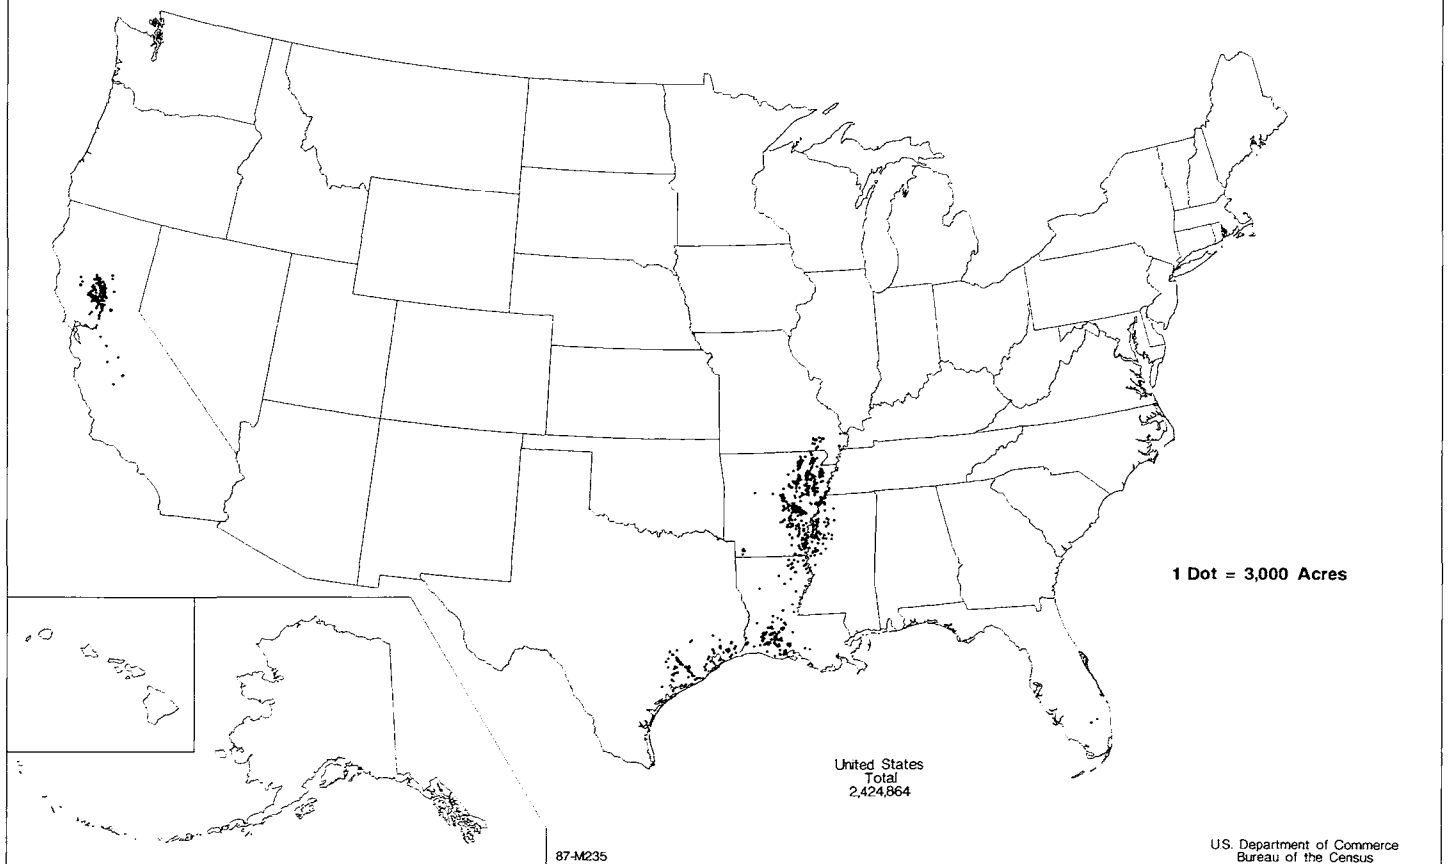 1 Dot = 3,000 Acres
United States
Total
2,424,864
87-M235
U.S. Department of Commerce
Bureau of the Census